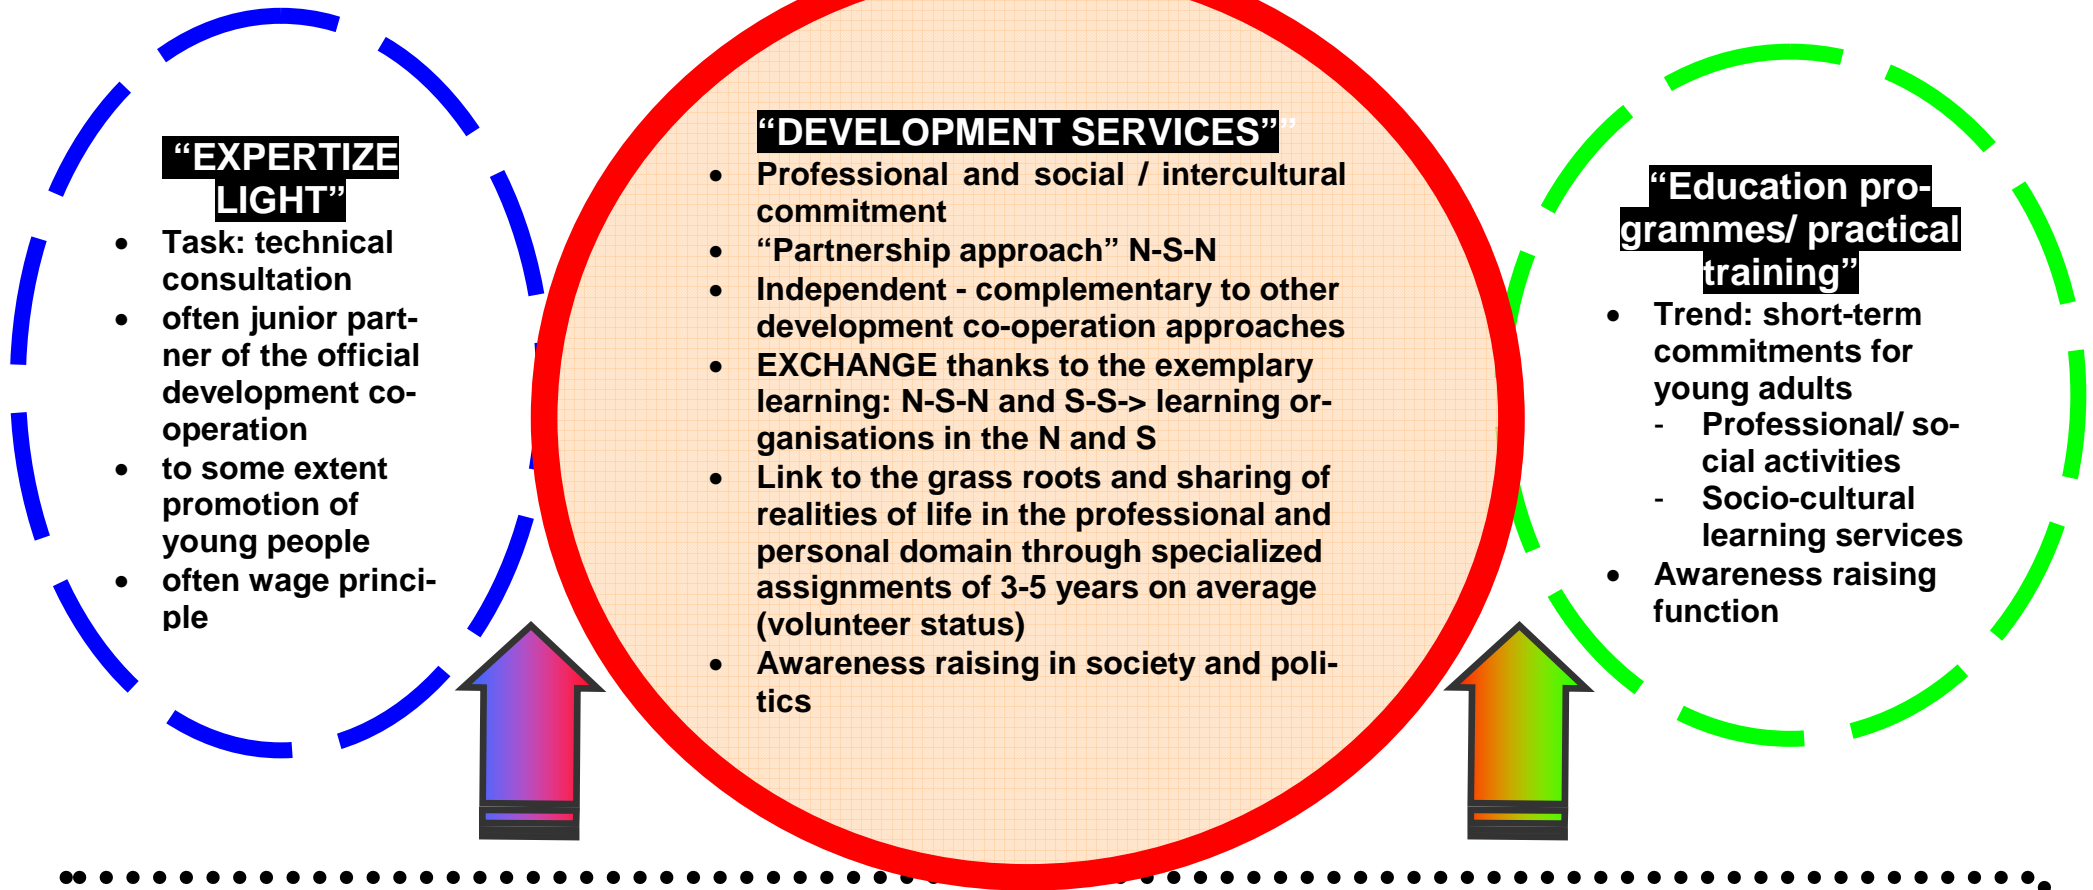 “EXPERTIZE
LIGHT”
• Task: technical
consultation
• often junior part-
ner of the official
development co-
operation
• to some extent
promotion of
young people
• often wage princi-
ple
“DEVELOPMENT SERVICES””
• Professional and social / intercultural
commitment
• “Partnership approach” N-S-N
• Independent - complementary to other
development co-operation approaches
• EXCHANGE thanks to the exemplary
learning: N-S-N and S-S-> learning or-
ganisations in the N and S
• Link to the grass roots and sharing of
realities of life in the professional and
personal domain through specialized
assignments of 3-5 years on average
(volunteer status)
• Awareness raising in society and poli-
tics
“Education pro-
grammes/ practical
training”
• Trend: short-term
commitments for
young adults
- Professional/ so-
cial activities
- Socio-cultural
learning services
• Awareness raising
function